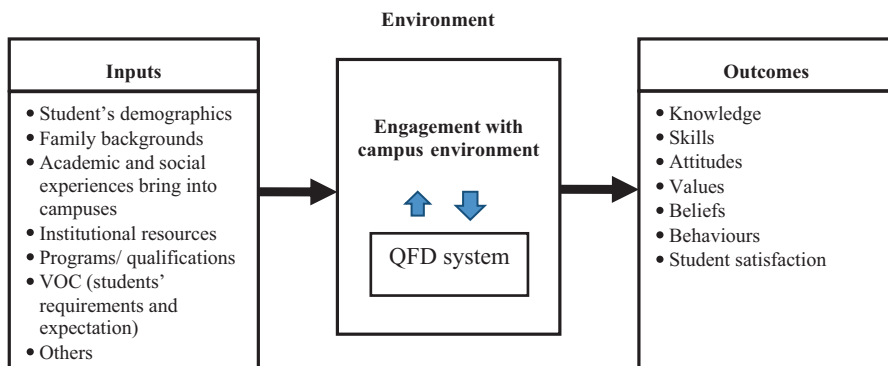 Environment
Inputs
• Student's demographics
• Family backgrounds
• Academic and social
experiences bring into
campuses
• Institutional resources
• Programs/ qualifications
• VOC (students'
requirements and
expectation)
• Others
Engagement with
campus environment
QFD system
Outcomes
• Knowledge
• Skills
• Attitudes
• Values
• Beliefs
• Behaviours
• Student satisfaction